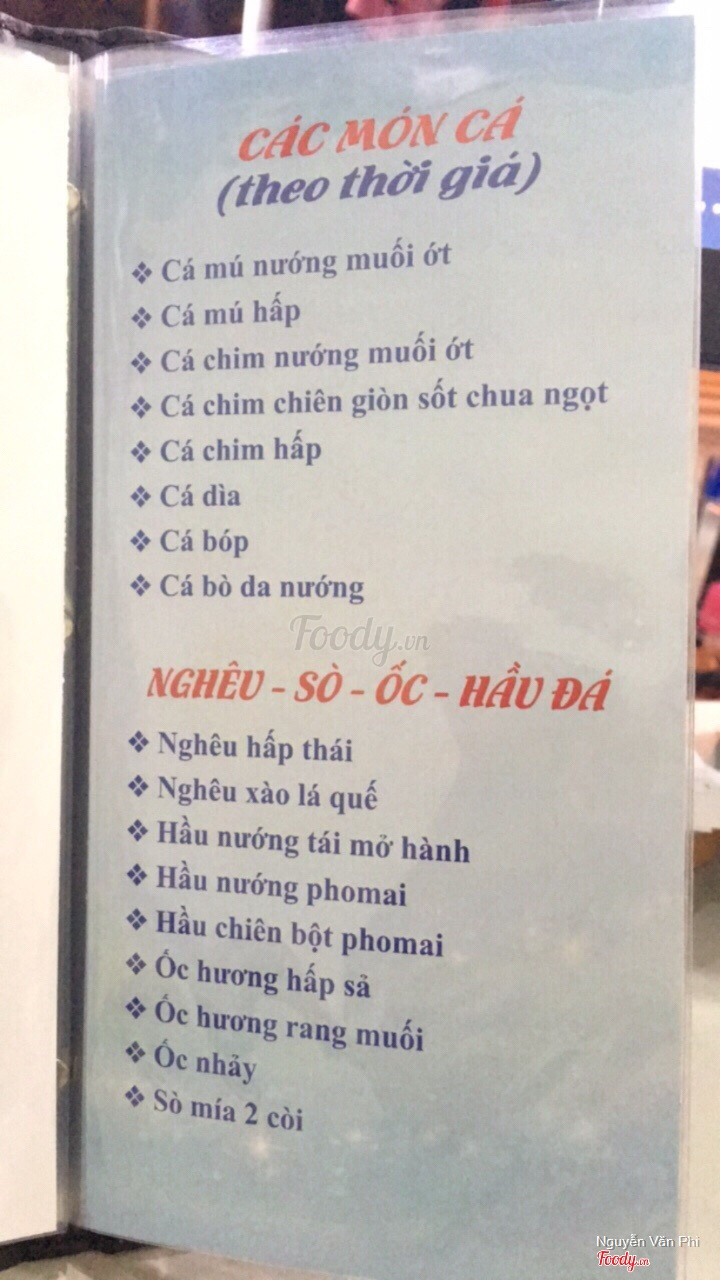 CÁC MÓN CÁ
(theo thời giá)
❖ Cá mú nướng muối ớt
❖ Cá mú hấp
❖ Cá chim nướng muối ớt
❖ Cá chim chiên giòn sốt chua ngọt
❖ Cá chim hấp
❖ Cá dìa
❖ Cá bóp
❖ Cá bò da nướng
Foody.vn
NGHÊU - SÒ - ỐC - HẦU ĐÁ
❖ Nghêu hấp thái
❖ Nghêu xào lá quế
❖ Hầu nướng tái mở hành
❖ Hầu nướng phomai
❖ Hầu chiên bột phomai
❖ Ốc hương hấp sả
❖ Ốc hương rang muối
❖ Ốc nhảy
❖ Sò mía 2 còi
Nguyễn Văn Phi
Foody.vn